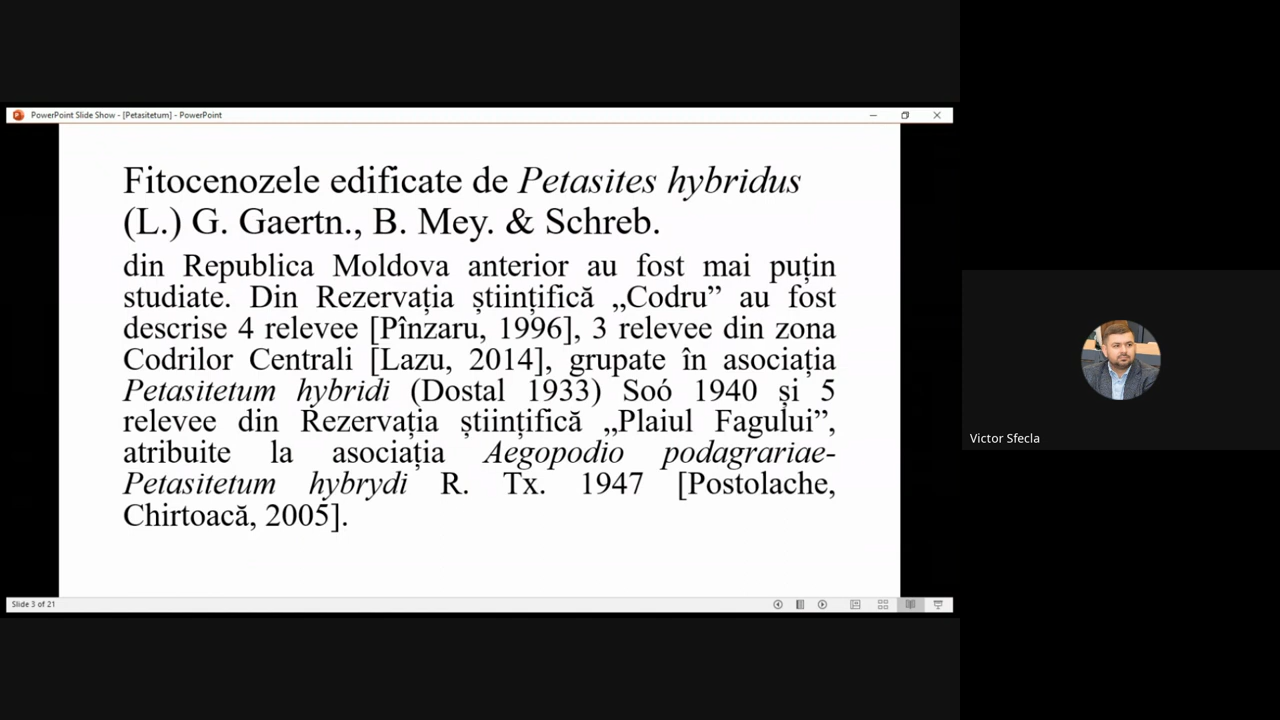 PowerPoint Slide Show - [Petasitetum] - PowerPoint
Fitocenozele edificate de Petasites hybridus
(L.) G. Gaertn., B. Mey. & Schreb.
din Republica Moldova anterior au fost mai puțin
studiate. Din Rezervația științifică „Codru” au fost
descrise 4 relevee [Pînzaru, 1996], 3 relevee din zona
Codrilor Centrali [Lazu, 2014], grupate în asociația
Petasitetum hybridi (Dostal 1933) Soó 1940 și 5
relevee din Rezervația științifică „Plaiul Fagului”,
atribuite la asociația Aegopodio podagrariae-
Petasitetum hybrydi R. Tx. 1947 [Postolache,
Chirtoacă, 2005].
Slide 3 of 21
Victor Sfecla